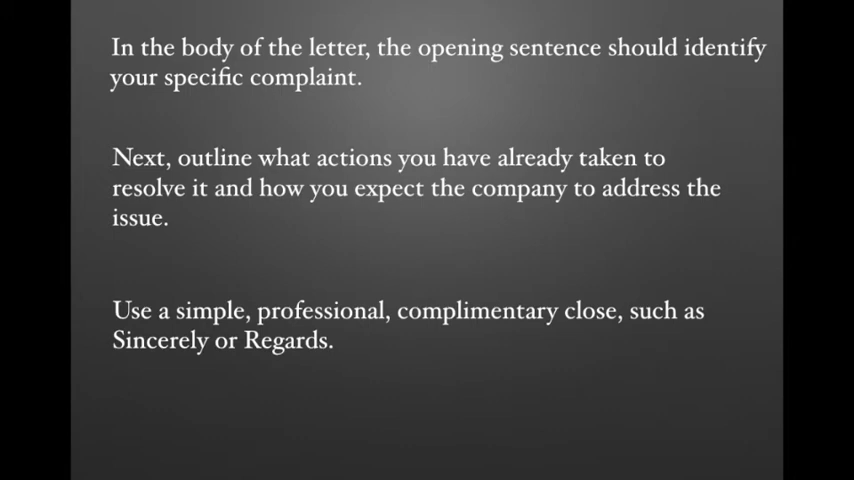 In the body of the letter, the opening sentence should identify
your specific complaint.
Next, outline what actions you have already taken to
resolve it and how you expect the company to address the
issue.
Use a simple, professional, complimentary close, such as
Sincerely or Regards.